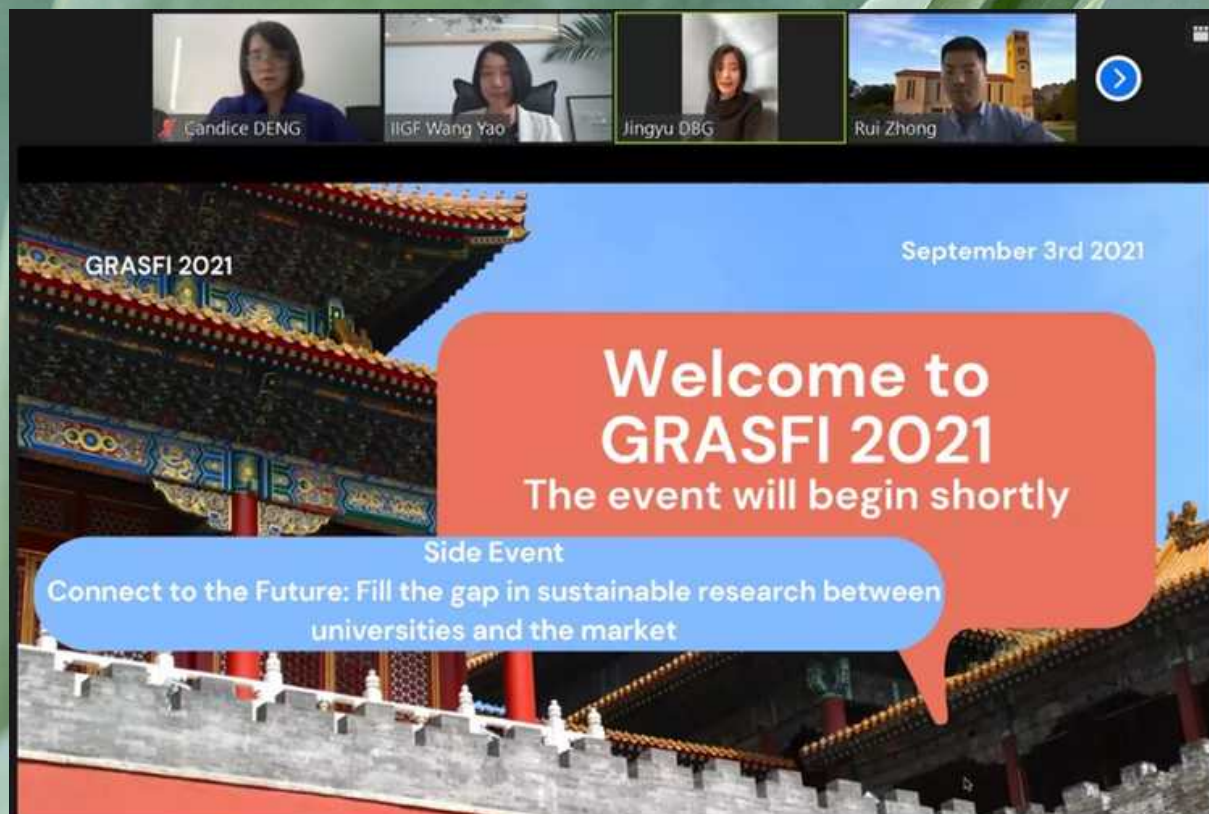 Candice DENG
IIGF Wang Yao
Jingyu DBG
Rui Zhong
GRASFI 2021
September 3rd 2021
Welcome to
GRASFI 2021
The event will begin shortly
Side Event
Connect to the Future: Fill the gap in sustainable research between
universities and the market